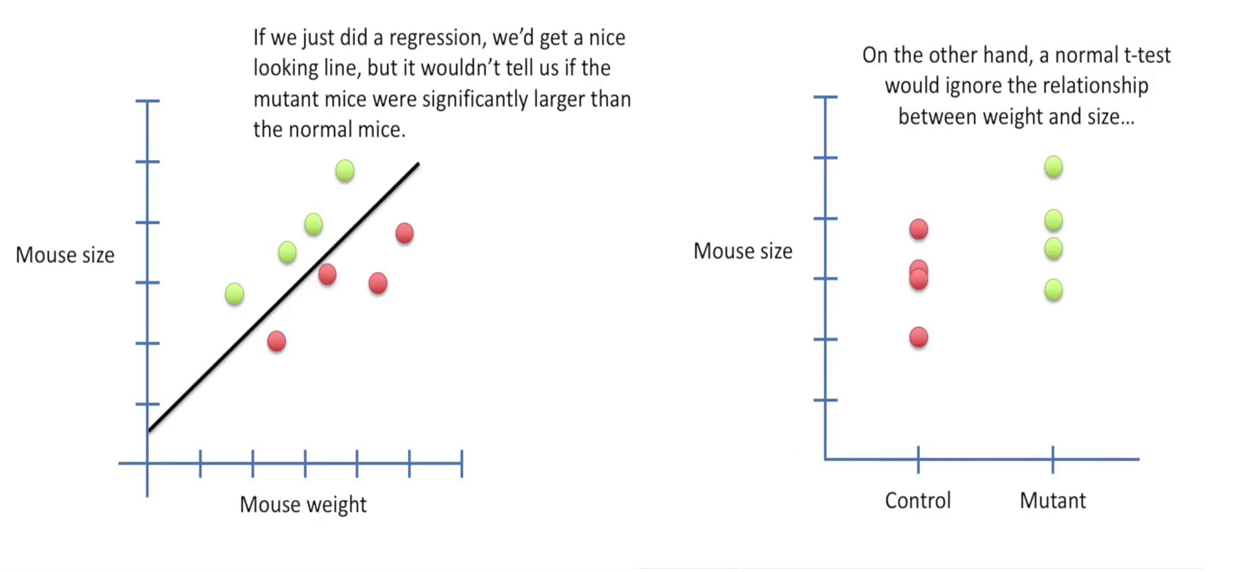 If we just did a regression, we'd get a nice
looking line, but it wouldn't tell us if the
mutant mice were significantly larger than
the normal mice.
Mouse size
Mouse weight
On the other hand, a normal t-test
would ignore the relationship
between weight and size...
Mouse size
Control
Mutant